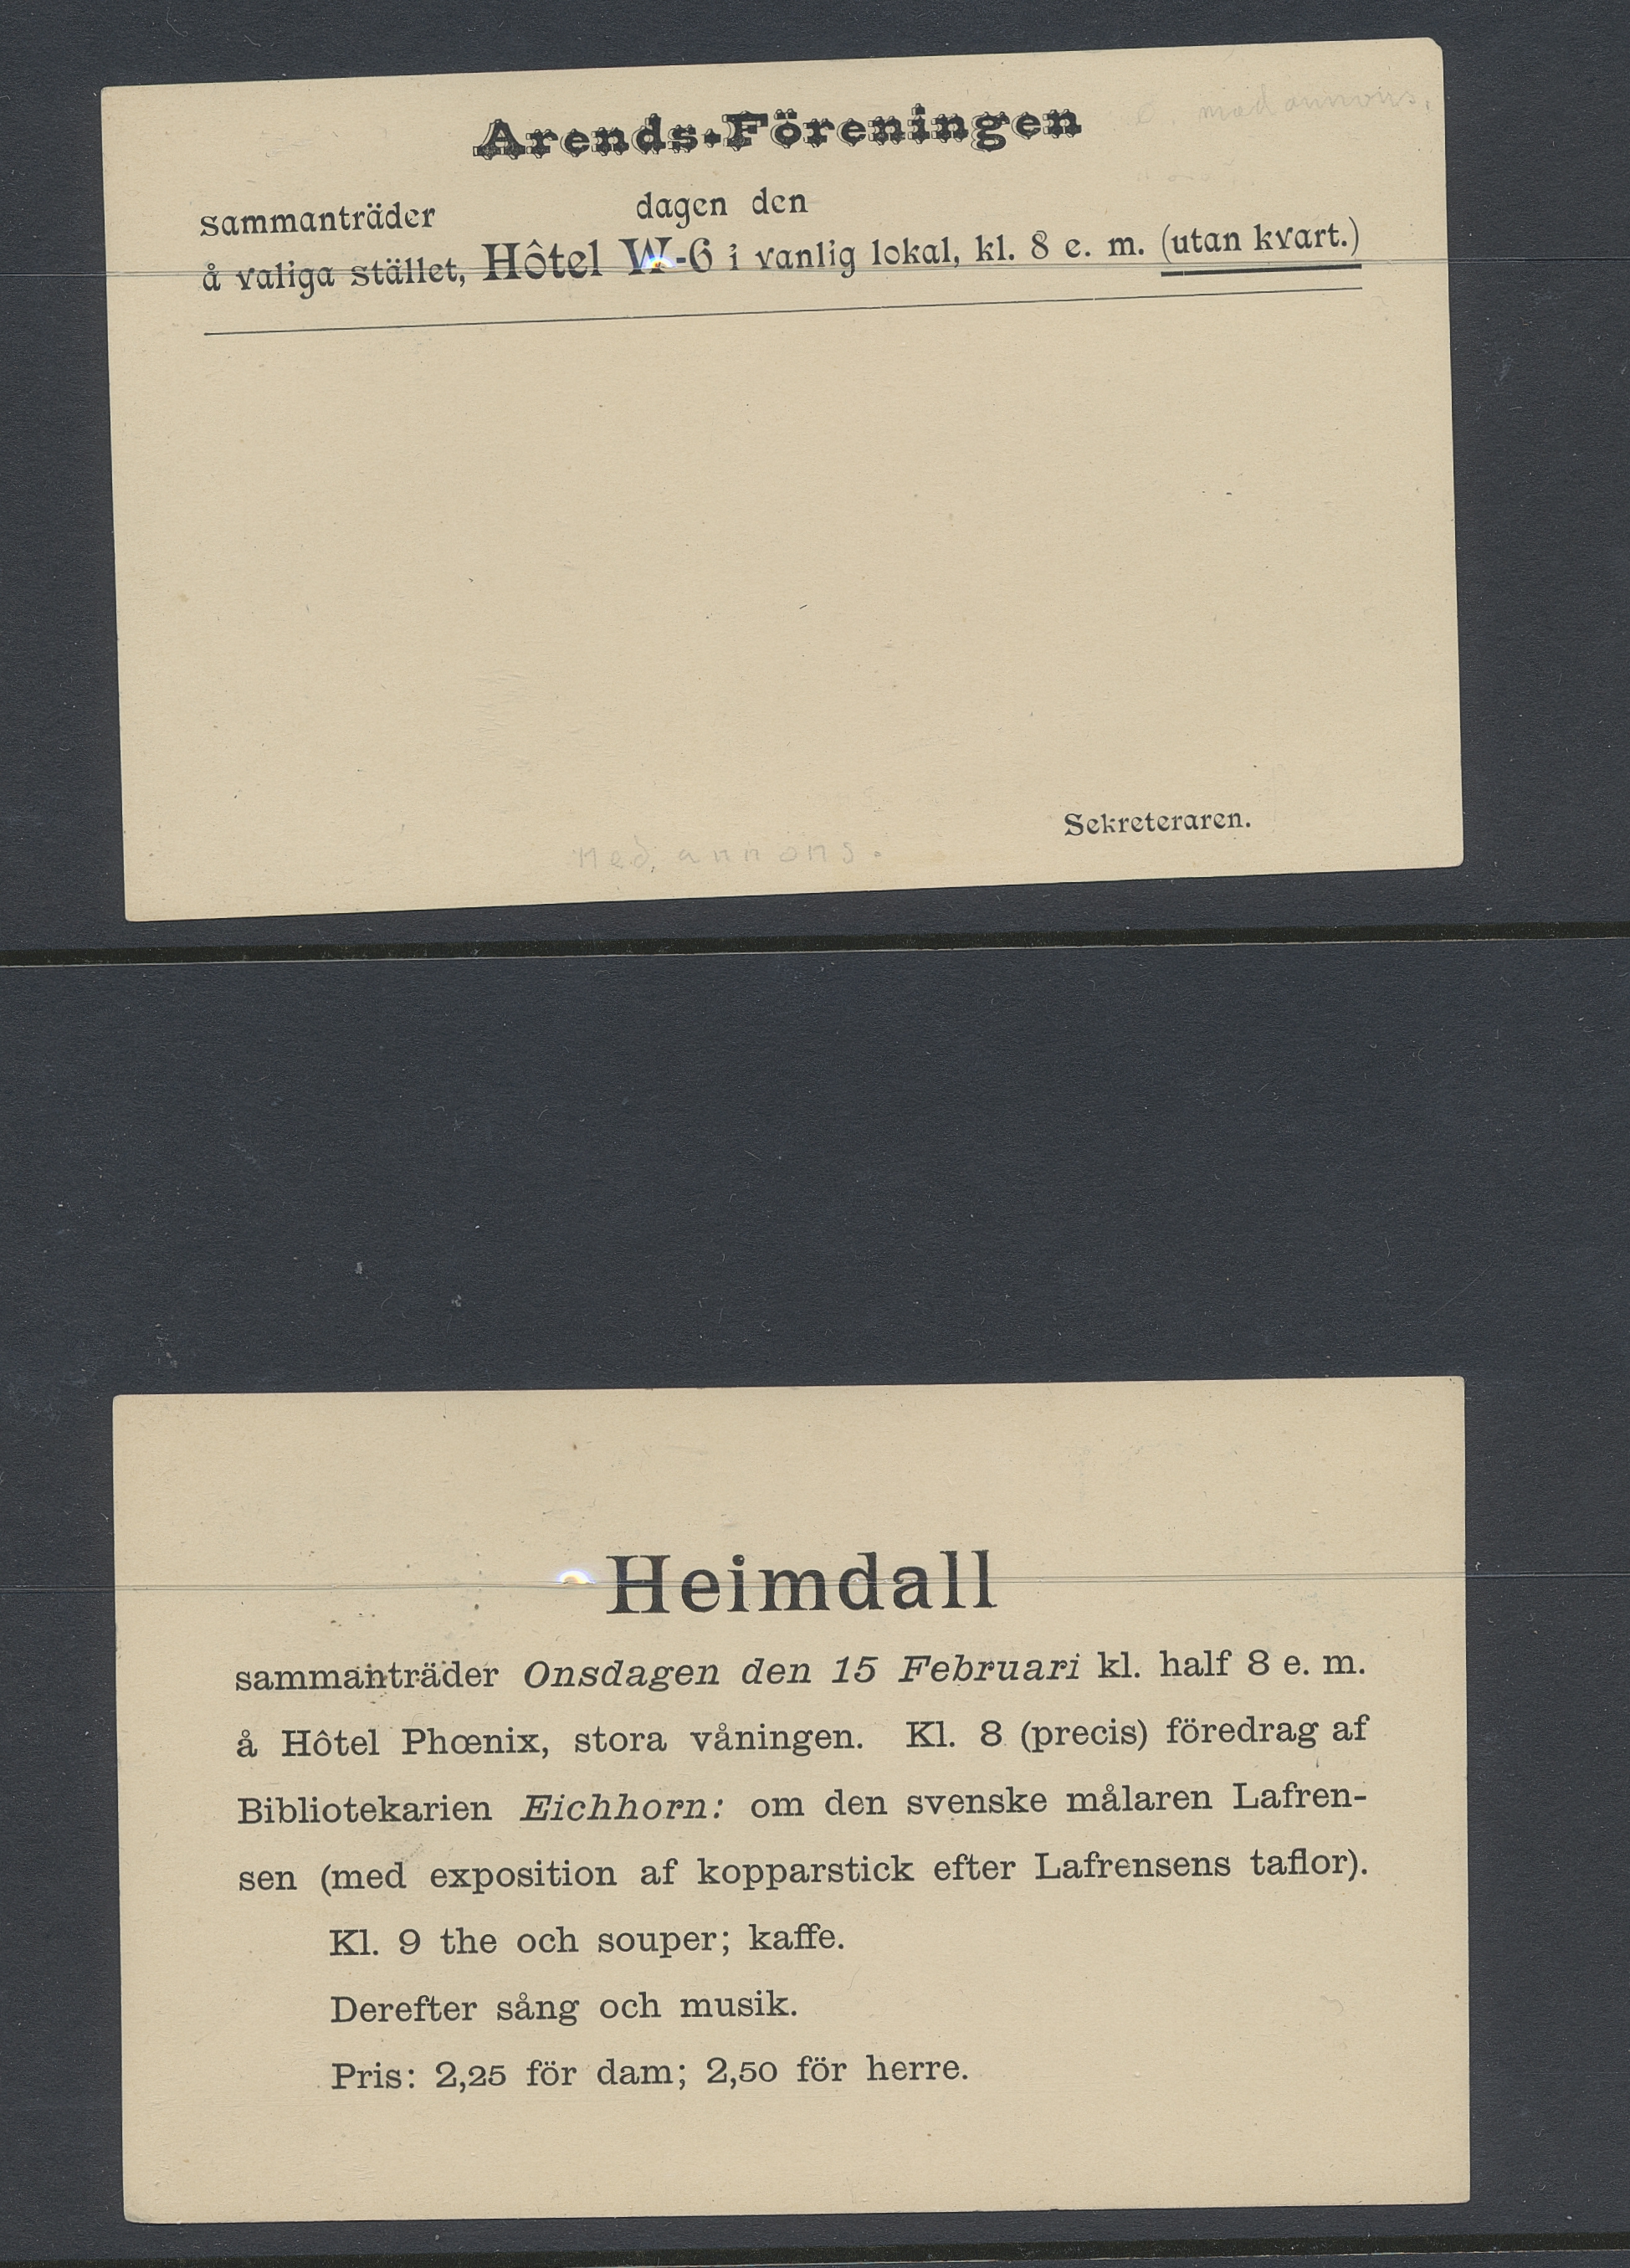 Arends-Föreningen
sammanträder dagen den
å valiga stället, Hôtel W-6 i vanlig lokal, kl. 8 e. m. (utan kvart.)
Sekreteraren.
med annons.
Heimdall
sammanträder Onsdagen den 15 Februari kl. half 8 e. m.
å Hôtel Phœnix, stora våningen. Kl. 8 (precis) föredrag af
Bibliotekarien Eichhorn: om den svenske målaren Lafren-
sen (med exposition af kopparstick efter Lafrensens taflor).
Kl. 9 the och souper; kaffe.
Derefter sång och musik.
Pris: 2,25 för dam; 2,50 för herre.